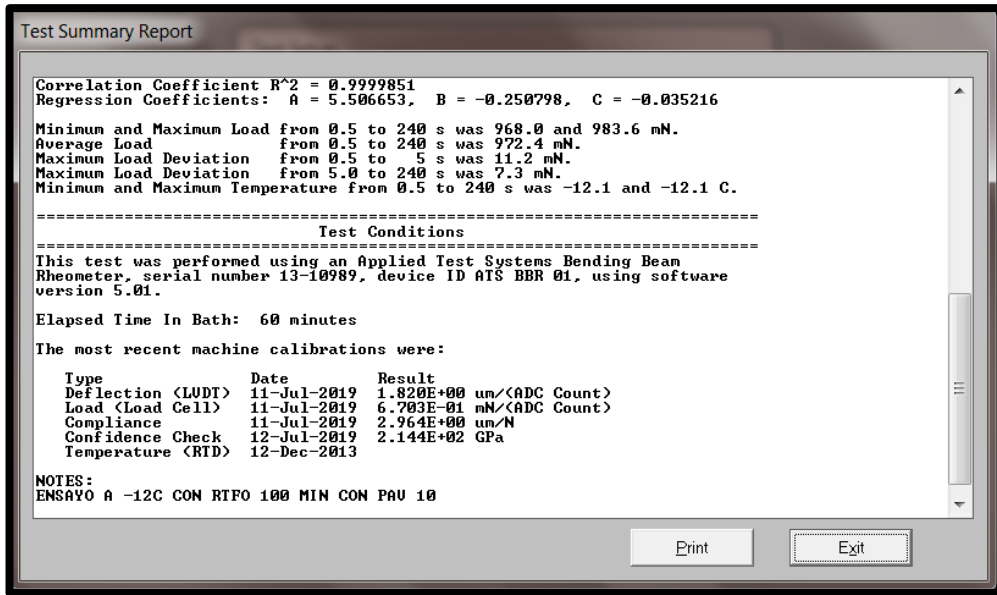 Test Summary Report
Correlation Coefficient R^2 = 0.9999851
Regression Coefficients:  A = 5.506653,  B = -0.250798,  C = -0.035216
Minimum and Maximum Load from 0.5 to 240 s was 968.0 and 983.6 mN.
Average Load              from 0.5 to 240 s was 972.4 mN.
Maximum Load Deviation    from 0.5 to   5 s was 11.2 mN.
Maximum Load Deviation    from 5.0 to 240 s was 7.3 mN.
Minimum and Maximum Temperature from 0.5 to 240 s was -12.1 and -12.1 C.
==========================================================================
Test Conditions
==========================================================================
This test was performed using an Applied Test Systems Bending Beam
Rheometer, serial number 13-10989, device ID ATS BBR 01, using software
version 5.01.
Elapsed Time In Bath:  60 minutes
The most recent machine calibrations were:
Type               Date         Result
Deflection (LVDT)  11-Jul-2019  1.820E+00 um/(ADC Count)
Load (Load Cell)   11-Jul-2019  6.703E-01 mN/(ADC Count)
Compliance         11-Jul-2019  2.964E+00 um/N
Confidence Check   12-Jul-2019  2.144E+02 GPa
Temperature (RTD)  12-Dec-2013
NOTES:
ENSAYO A -12C CON RTFO 100 MIN CON PAV 10
Print
Exit